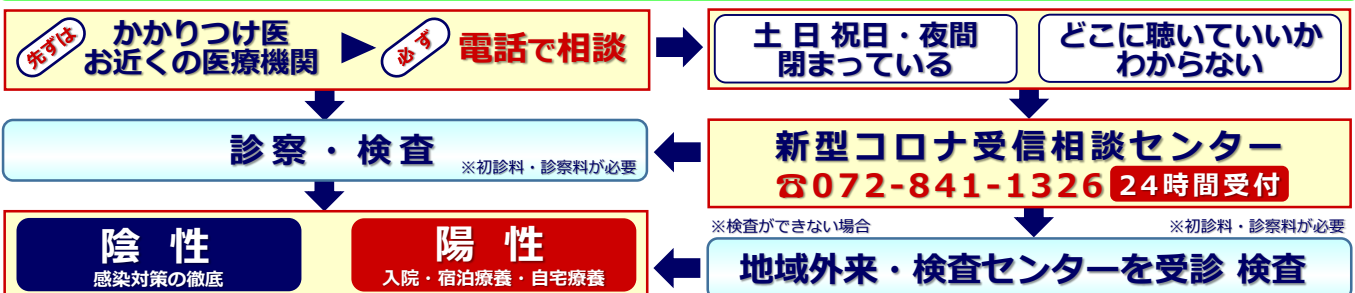 先ずは
かかりつけ医
お近くの医療機関
必ず
電話で相談
土日祝日・夜間
閉まっている
どこに聴いていいか
わからない
診察・検査
※初診料・診察料が必要
新型コロナ受信相談センター
☎072-841-1326 24時間受付
※検査ができない場合
※初診料・診察料が必要
陰性
感染対策の徹底
陽性
入院・宿泊療養・自宅療養
地域外来・検査センターを受診 検査